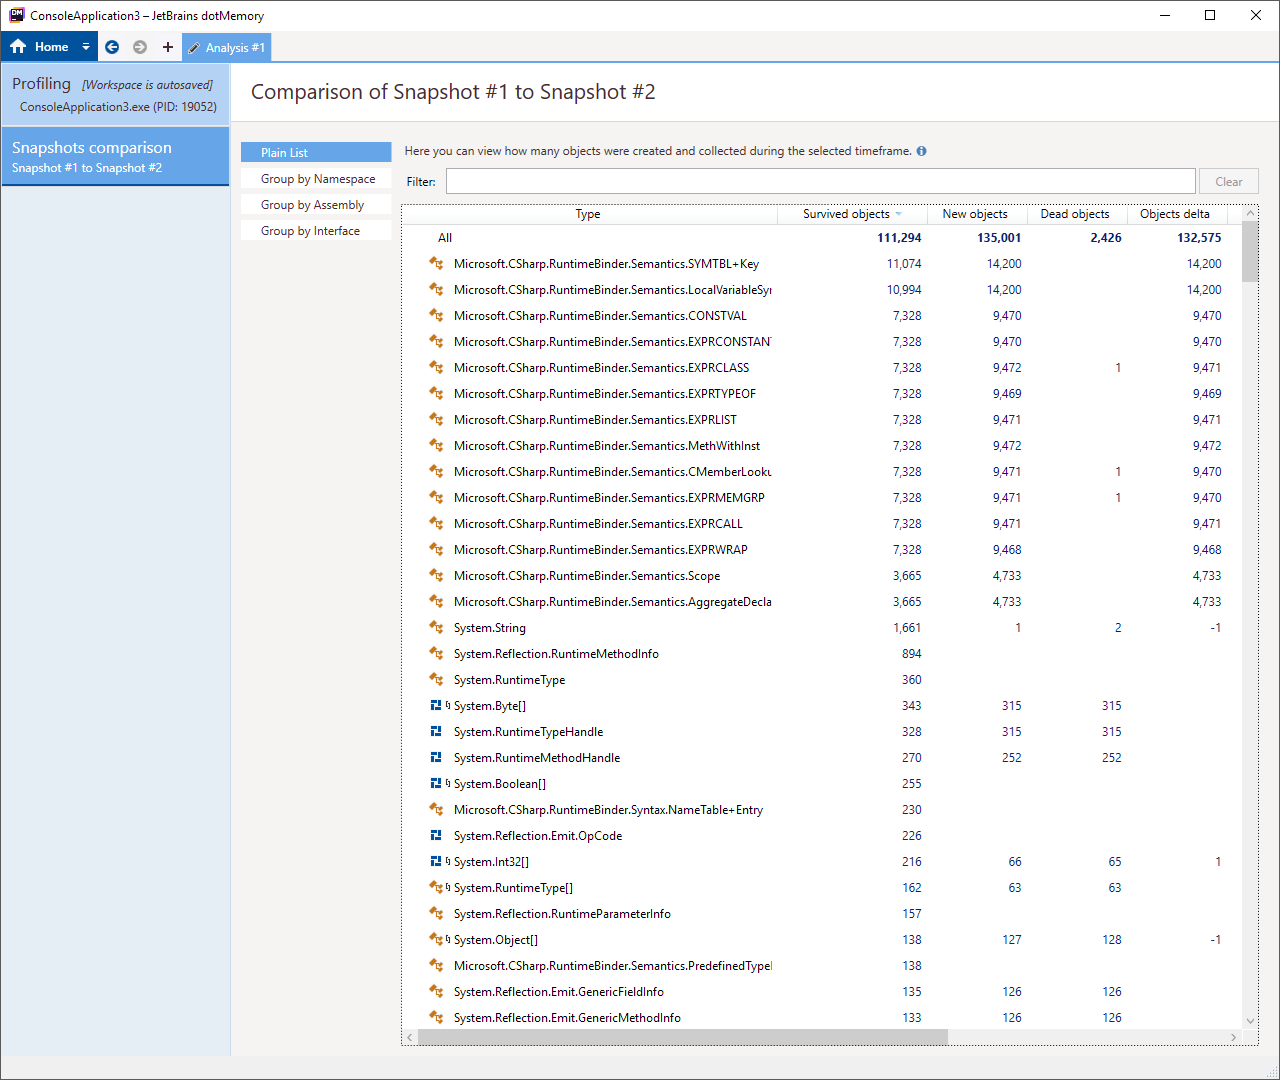 ConsoleApplication3 – JetBrains dotMemory
Home Analysis #1
Profiling [Workspace is autosaved]
ConsoleApplication3.exe (PID: 19052)
Snapshots comparison
Snapshot #1 to Snapshot #2
Comparison of Snapshot #1 to Snapshot #2
Plain List
Group by Namespace
Group by Assembly
Group by Interface
Here you can view how many objects were created and collected during the selected timeframe.
Filter: Clear
Type Survived objects New objects Dead objects Objects delta
All 111,294 135,001 2,426 132,575
Microsoft.CSharp.RuntimeBinder.Semantics.SYMTBL+Key 11,074 14,200 14,200
Microsoft.CSharp.RuntimeBinder.Semantics.LocalVariableSyr 10,994 14,200 14,200
Microsoft.CSharp.RuntimeBinder.Semantics.CONSTVAL 7,328 9,470 9,470
Microsoft.CSharp.RuntimeBinder.Semantics.EXPRCONSTANT 7,328 9,470 9,470
Microsoft.CSharp.RuntimeBinder.Semantics.EXPRCLASS 7,328 9,472 1 9,471
Microsoft.CSharp.RuntimeBinder.Semantics.EXPRTYPEOF 7,328 9,469 9,469
Microsoft.CSharp.RuntimeBinder.Semantics.EXPRLIST 7,328 9,471 9,471
Microsoft.CSharp.RuntimeBinder.Semantics.MethWithInst 7,328 9,472 9,472
Microsoft.CSharp.RuntimeBinder.Semantics.CMemberLooku 7,328 9,471 1 9,470
Microsoft.CSharp.RuntimeBinder.Semantics.EXPRMEMGRP 7,328 9,471 1 9,470
Microsoft.CSharp.RuntimeBinder.Semantics.EXPRCALL 7,328 9,471 9,471
Microsoft.CSharp.RuntimeBinder.Semantics.EXPRWRAP 7,328 9,468 9,468
Microsoft.CSharp.RuntimeBinder.Semantics.Scope 3,665 4,733 4,733
Microsoft.CSharp.RuntimeBinder.Semantics.AggregateDecla 3,665 4,733 4,733
System.String 1,661 1 2 -1
System.Reflection.RuntimeMethodInfo 894
System.RuntimeType 360
System.Byte[] 343 315 315
System.RuntimeTypeHandle 328 315 315
System.RuntimeMethodHandle 270 252 252
System.Boolean[] 255
Microsoft.CSharp.RuntimeBinder.Syntax.NameTable+Entry 230
System.Reflection.Emit.OpCode 226
System.Int32[] 216 66 65 1
System.RuntimeType[] 162 63 63
System.Reflection.RuntimeParameterInfo 157
System.Object[] 138 127 128 -1
Microsoft.CSharp.RuntimeBinder.Semantics.PredefinedType 138
System.Reflection.Emit.GenericFieldInfo 135 126 126
System.Reflection.Emit.GenericMethodInfo 133 126 126